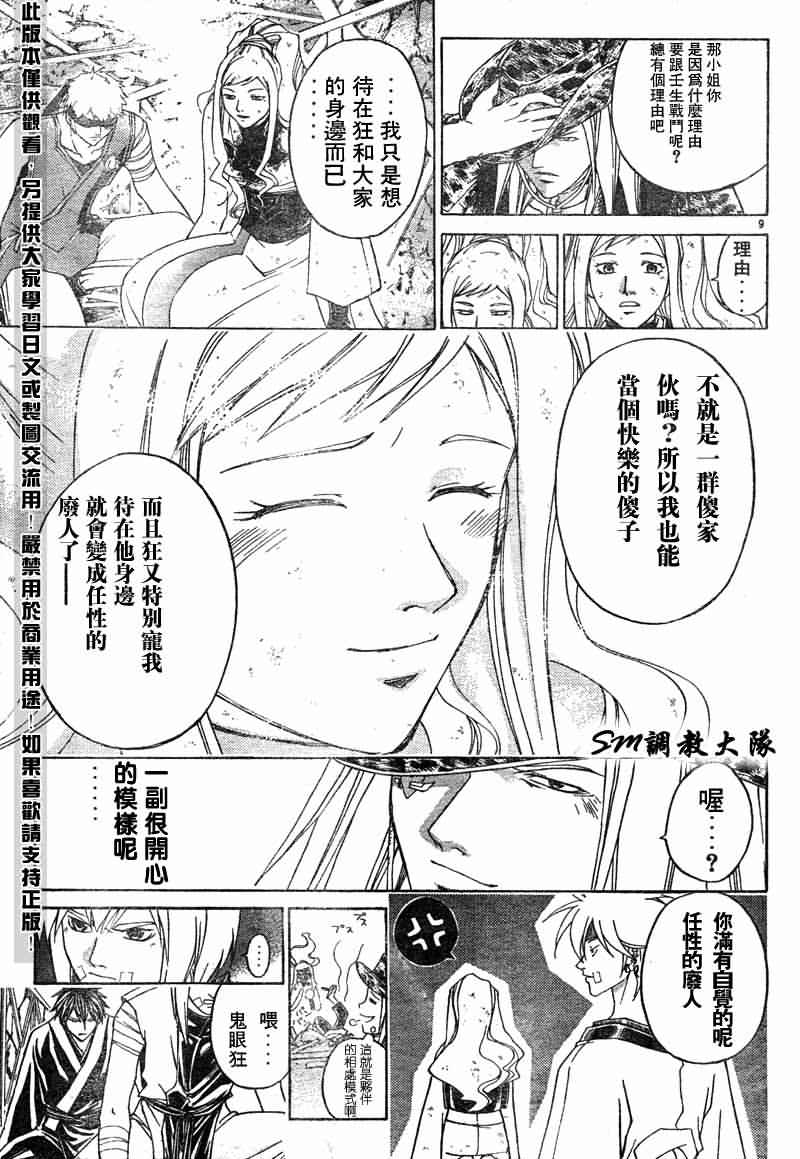 那小姐你
是因爲什麼理由
要跟壬生戰鬥呢？
總有個理由吧
9
理由....
.....我只是想
待在狂和大家
的身邊而已
......
不就是一群傻家
伙嗎？所以我也能
當個快樂的傻子
而且狂又特別寵我
待在他身邊
就會變成任性的
廢人了——
SM調教大隊
喔....？
一副很開心
的模樣呢
.....
你滿有自覺的呢
任性的廢人
這就是夥伴
的相處模式啊
....
喂....
鬼眼狂
此版本僅供觀看，另提供大家學習日文或製圖交流用！嚴禁用於商業用途！如果喜歡請支持正版！